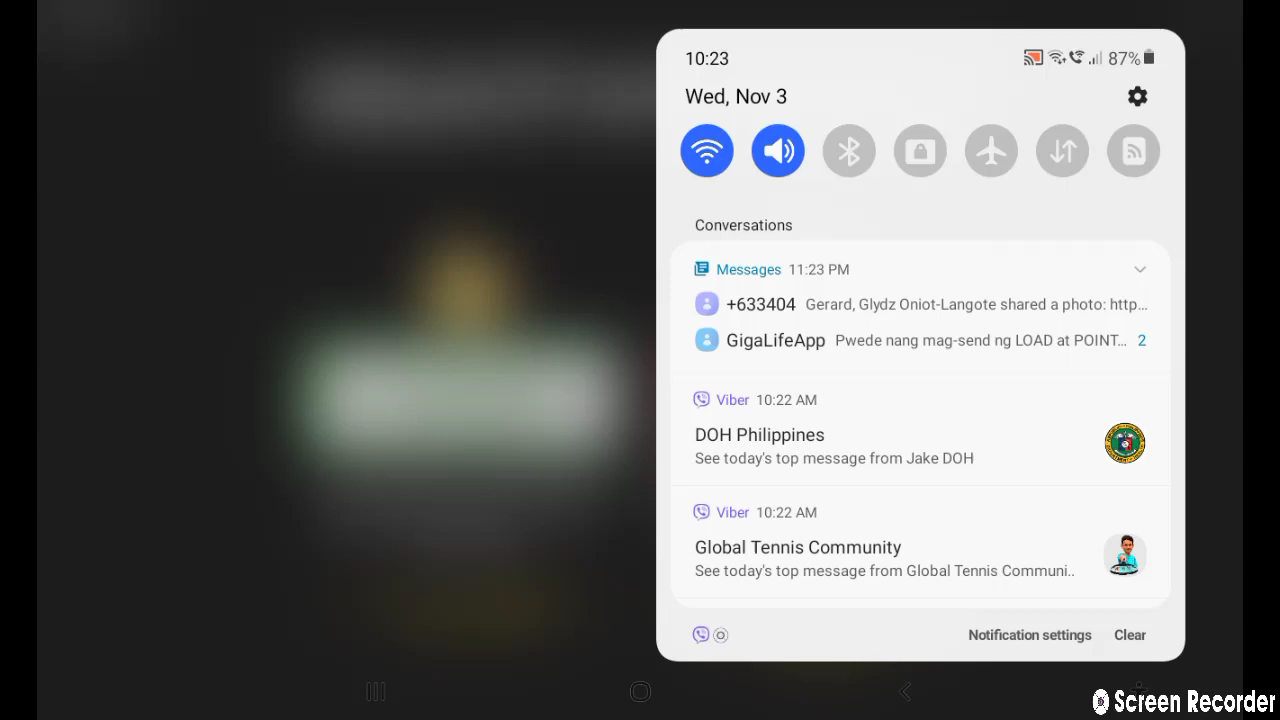 10:23
87%
Wed, Nov 3
Conversations
Messages 11:23 PM
+633404 Gerard, Glydz Oniot-Langote shared a photo: http...
GigaLifeApp Pwede nang mag-send ng LOAD at POINT... 2
Viber 10:22 AM
DOH Philippines
See today's top message from Jake DOH
Viber 10:22 AM
Global Tennis Community
See today's top message from Global Tennis Communi..
Notification settings Clear
Screen Recorder